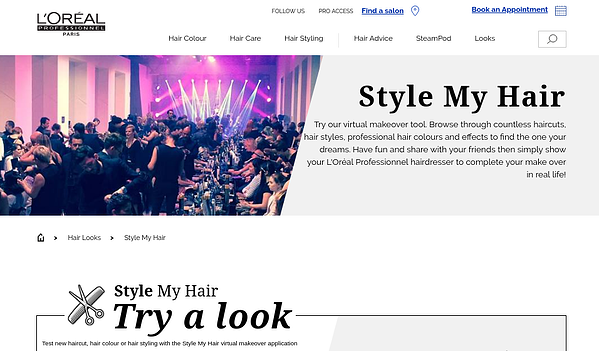 FOLLOW US PRO ACCESS Find a salon Book an Appointment
L'ORÉAL
PROFESSIONNEL
PARIS
Hair Colour Hair Care Hair Styling Hair Advice SteamPod Looks
Style My Hair
Try our virtual makeover tool. Browse through countless haircuts,
hair styles, professional hair colours and effects to find the one your
dreams. Have fun and share with your friends then simply show
your L'Oréal Professionnel hairdresser to complete your make over
in real life!
Hair Looks > Style My Hair
Style My Hair
Try a look
Test new haircut, hair colour or hair styling with the Style My Hair virtual makeover application